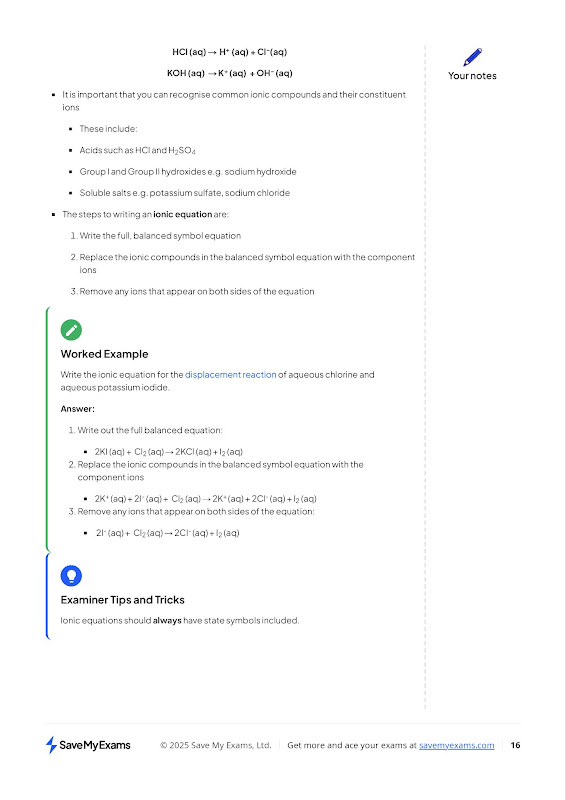 HCl (aq) → H⁺ (aq) + Cl⁻(aq)
KOH (aq) → K⁺ (aq) + OH⁻ (aq)
Your notes
▪ It is important that you can recognise common ionic compounds and their constituent
ions
▪ These include:
▪ Acids such as HCl and H₂SO₄
▪ Group I and Group II hydroxides e.g. sodium hydroxide
▪ Soluble salts e.g. potassium sulfate, sodium chloride
▪ The steps to writing an ionic equation are:
1. Write the full, balanced symbol equation
2. Replace the ionic compounds in the balanced symbol equation with the component
ions
3. Remove any ions that appear on both sides of the equation
Worked Example
Write the ionic equation for the displacement reaction of aqueous chlorine and
aqueous potassium iodide.
Answer:
1. Write out the full balanced equation:
▪ 2KI (aq) + Cl₂ (aq) → 2KCl (aq) + I₂ (aq)
2. Replace the ionic compounds in the balanced symbol equation with the
component ions
▪ 2K⁺ (aq) + 2I⁻ (aq) + Cl₂ (aq) → 2K⁺ (aq) + 2Cl⁻ (aq) + I₂ (aq)
3. Remove any ions that appear on both sides of the equation:
▪ 2I⁻ (aq) + Cl₂ (aq) → 2Cl⁻ (aq) + I₂ (aq)
Examiner Tips and Tricks
Ionic equations should always have state symbols included.
SaveMyExams
© 2025 Save My Exams, Ltd.
Get more and ace your exams at savemyexams.com
16